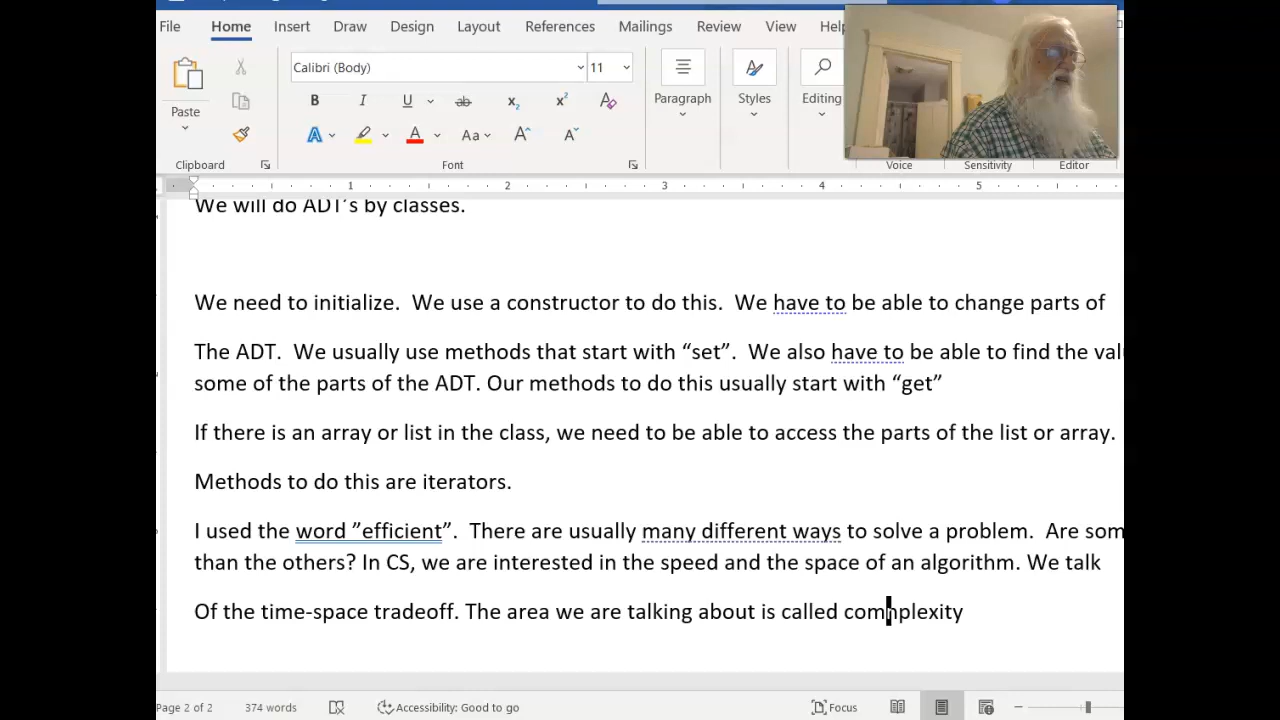 File Home Insert Draw Design Layout References Mailings Review View Help
Calibri (Body) 11
Paste Paragraph Styles Editing
Clipboard Font Voice Sensitivity Editor
1 2 3 4 5
We will do ADT's by classes.
We need to initialize. We use a constructor to do this. We have to be able to change parts of
The ADT. We usually use methods that start with “set”. We also have to be able to find the
some of the parts of the ADT. Our methods to do this usually start with “get”
If there is an array or list in the class, we need to be able to access the parts of the list or array.
Methods to do this are iterators.
I used the word ”efficient”. There are usually many different ways to solve a problem. Are
than the others? In CS, we are interested in the speed and the space of an algorithm. We talk
Of the time-space tradeoff. The area we are talking about is called
Page 2 of 2 374 words Accessibility: Good to go Focus